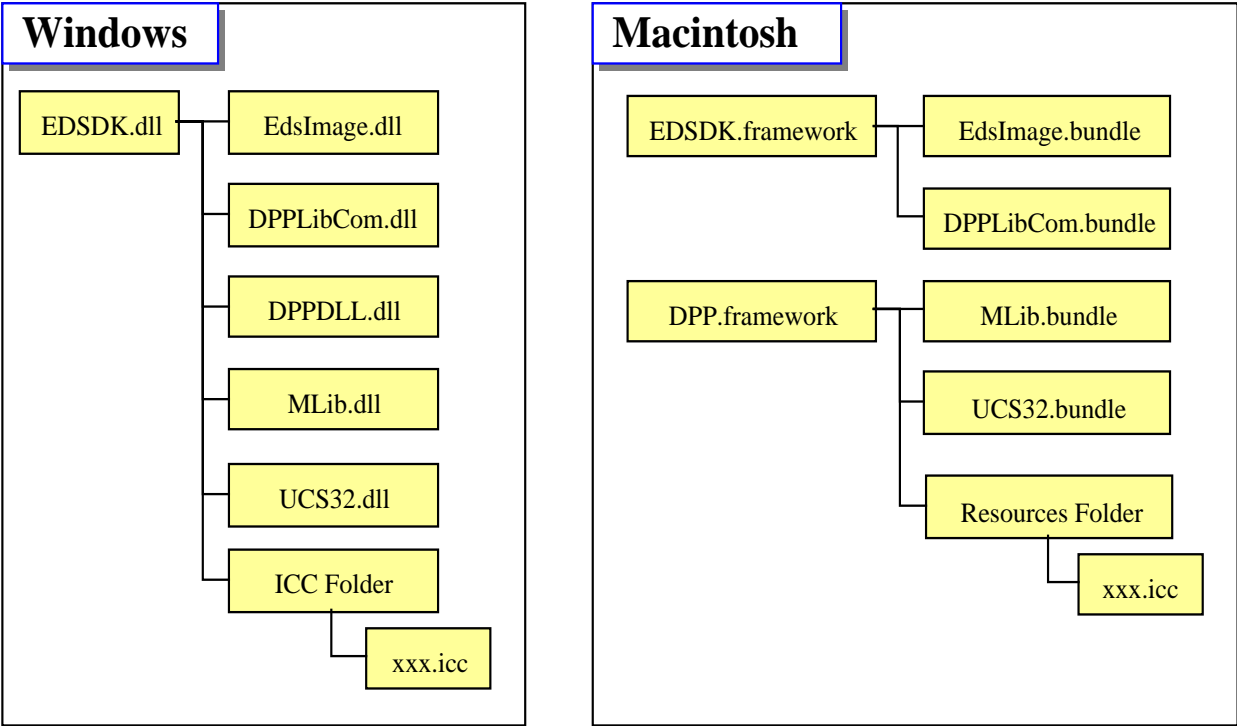 Windows
EDSDK.dll
EdsImage.dll
DPPLibCom.dll
DPPDLL.dll
MLib.dll
UCS32.dll
ICC Folder
xxx.icc
Macintosh
EDSDK.framework
EdsImage.bundle
DPPLibCom.bundle
DPP.framework
MLib.bundle
UCS32.bundle
Resources Folder
xxx.icc